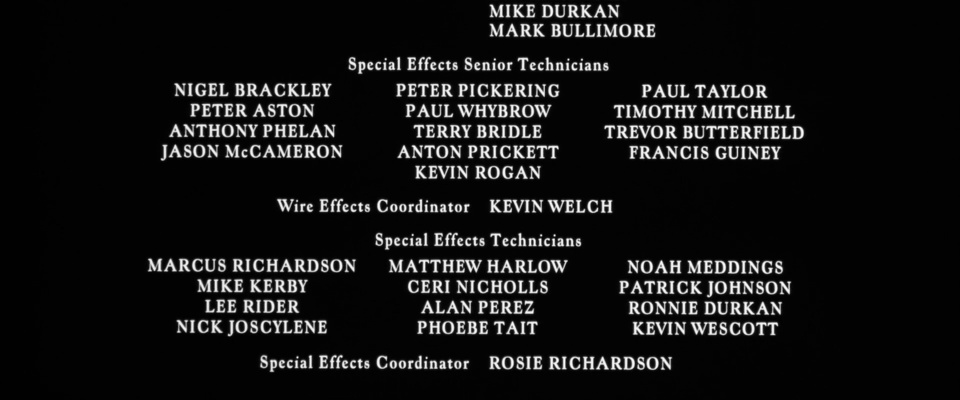 MIKE DURKAN
MARK BULLIMORE
Special Effects Senior Technicians
NIGEL BRACKLEY PETER PICKERING PAUL TAYLOR
PETER ASTON PAUL WHYBROW TIMOTHY MITCHELL
ANTHONY PHELAN TERRY BRIDLE TREVOR BUTTERFIELD
JASON McCAMERON ANTON PRICKETT FRANCIS GUINEY
KEVIN ROGAN
Wire Effects Coordinator KEVIN WELCH
Special Effects Technicians
MARCUS RICHARDSON MATTHEW HARLOW NOAH MEDDINGS
MIKE KERBY CERI NICHOLLS PATRICK JOHNSON
LEE RIDER ALAN PEREZ RONNIE DURKAN
NICK JOSCYLENE PHOEBE TAIT KEVIN WESCOTT
Special Effects Coordinator ROSIE RICHARDSON